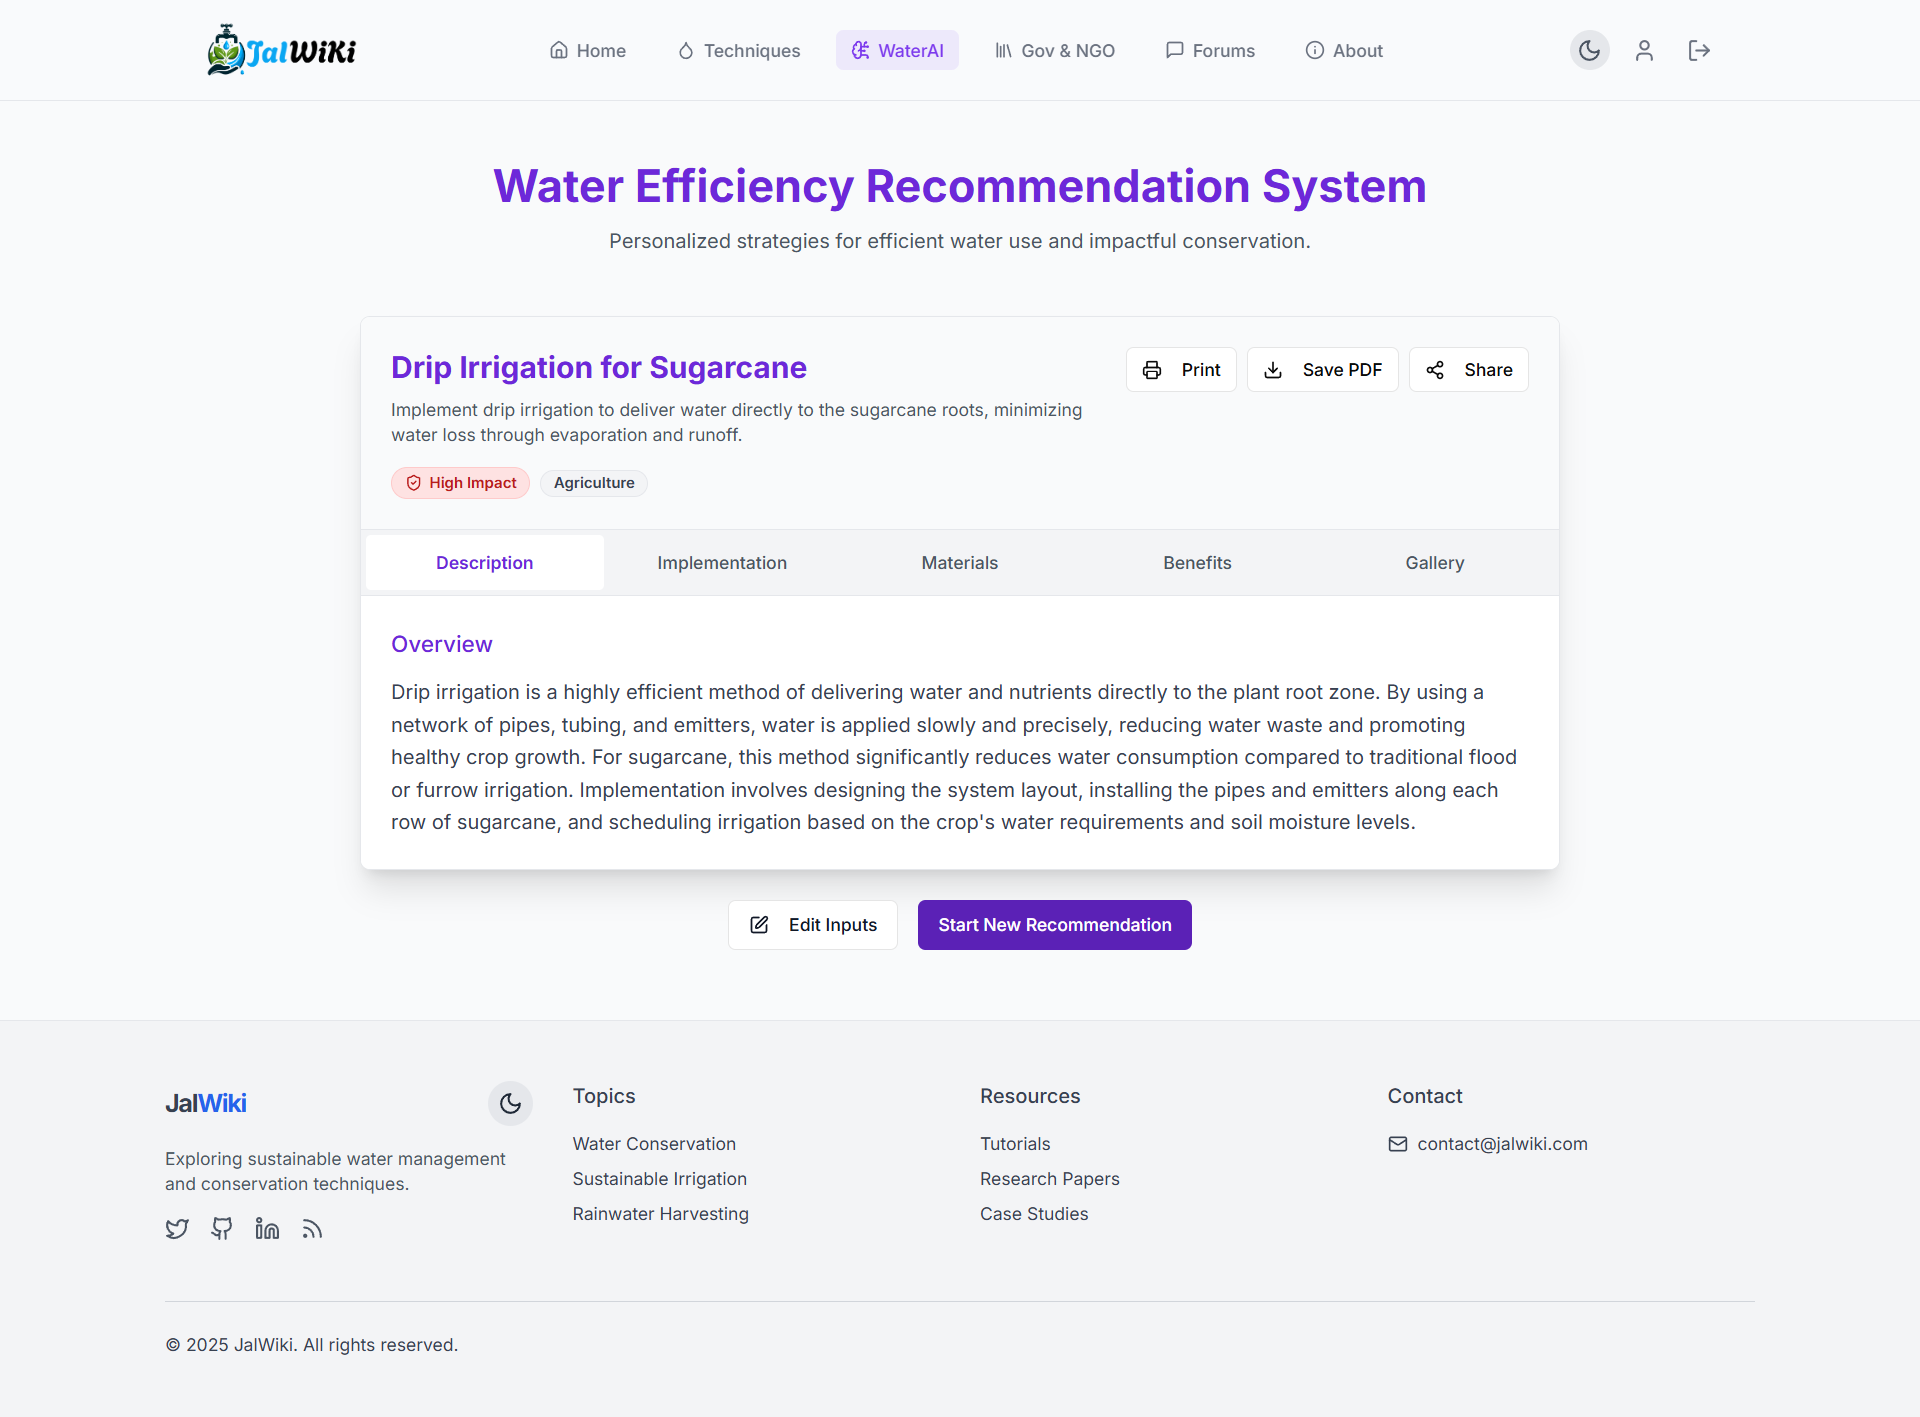 JalWiKi
Home
Techniques
WaterAI
Gov & NGO
Forums
About
Water Efficiency Recommendation System
Personalized strategies for efficient water use and impactful conservation.
Drip Irrigation for Sugarcane
Print
Save PDF
Share
Implement drip irrigation to deliver water directly to the sugarcane roots, minimizing
water loss through evaporation and runoff.
High Impact
Agriculture
Description
Implementation
Materials
Benefits
Gallery
Overview
Drip irrigation is a highly efficient method of delivering water and nutrients directly to the plant root zone. By using a
network of pipes, tubing, and emitters, water is applied slowly and precisely, reducing water waste and promoting
healthy crop growth. For sugarcane, this method significantly reduces water consumption compared to traditional flood
or furrow irrigation. Implementation involves designing the system layout, installing the pipes and emitters along each
row of sugarcane, and scheduling irrigation based on the crop's water requirements and soil moisture levels.
Edit Inputs
Start New Recommendation
JalWiki
Exploring sustainable water management
and conservation techniques.
Topics
Water Conservation
Sustainable Irrigation
Rainwater Harvesting
Resources
Tutorials
Research Papers
Case Studies
Contact
contact@jalwiki.com
© 2025 JalWiki. All rights reserved.